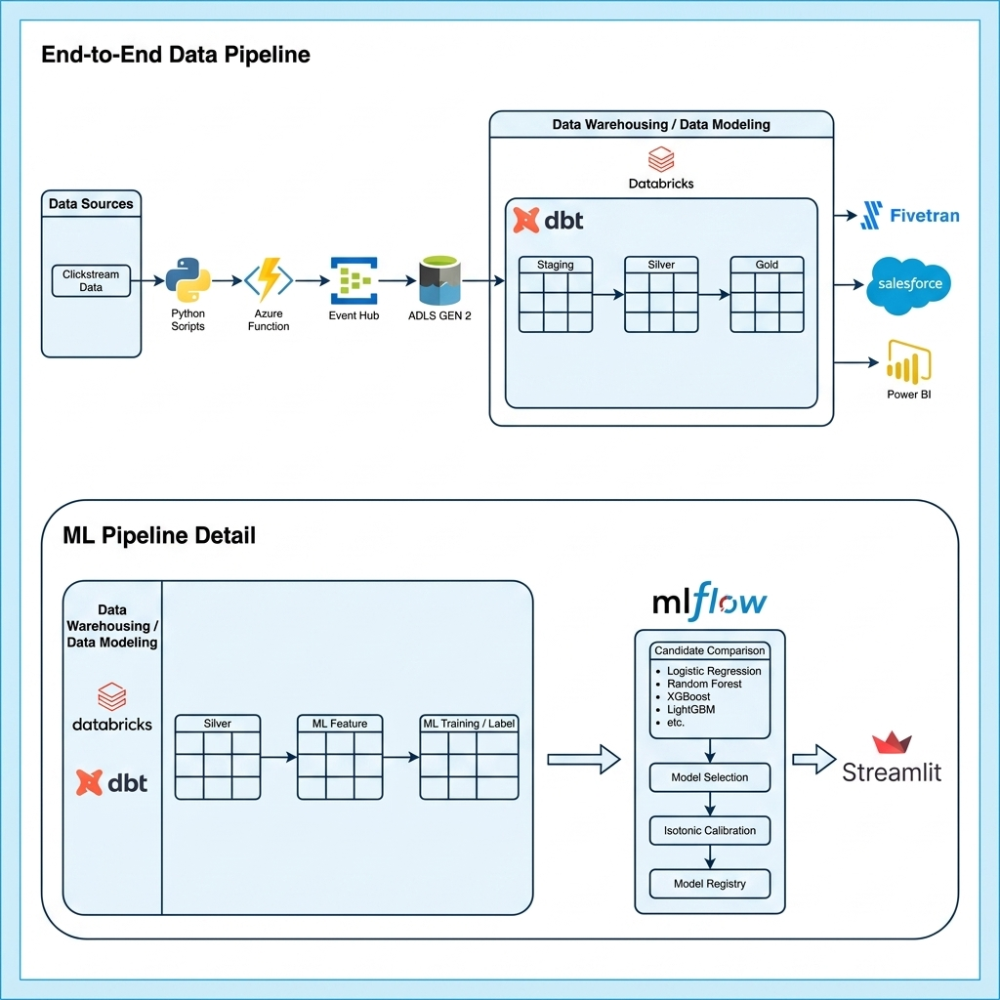 End-to-End Data Pipeline
Data Sources
Clickstream
Data
Python
Scripts
Azure
Function
Event Hub
ADLS GEN 2
Data Warehousing / Data Modeling
Databricks
dbt
Staging
Silver
Gold
Fivetran
salesforce
Power BI
ML Pipeline Detail
Data
Warehousing /
Data Modeling
databricks
dbt
Silver
ML Feature
ML Training / Label
mlflow
Candidate Comparison
• Logistic Regression
• Random Forest
• XGBoost
• LightGBM
• etc.
Model Selection
Isotonic Calibration
Model Registry
Streamlit